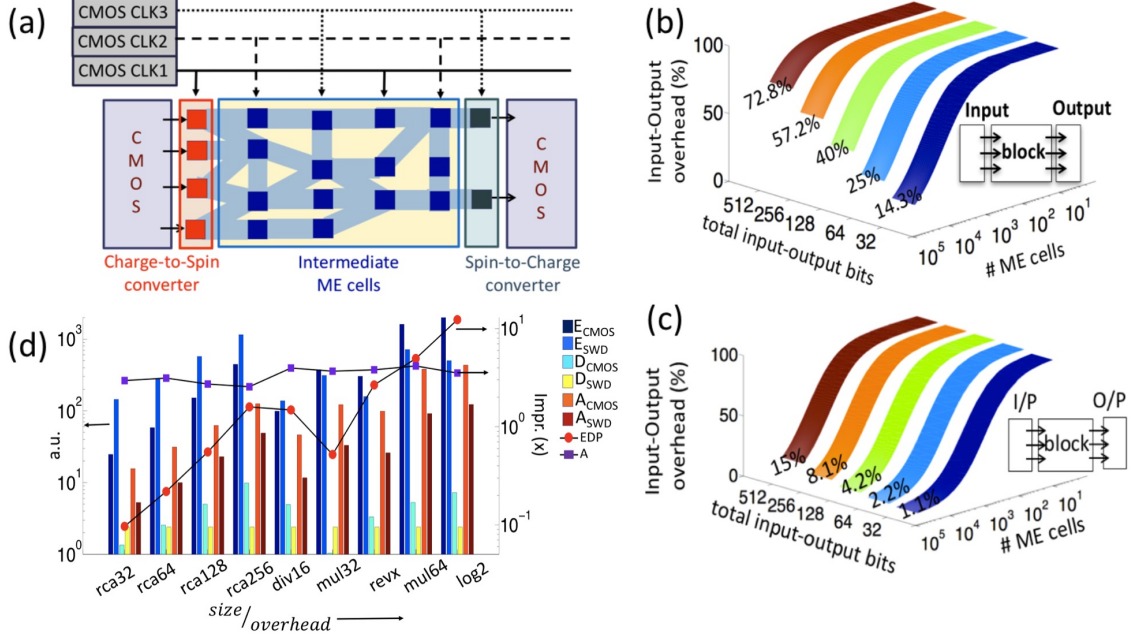 (a)
CMOS CLK3
CMOS CLK2
CMOS CLK1
CMOS
CMOS
Charge-to-Spin
converter
Intermediate
ME cells
Spin-to-Charge
converter
(b)
Input-Output
overhead (%)
100
50
0
72.8%
57.2%
40%
25%
14.3%
Input
Output
block
512
256
128
64
32
total input-output bits
10^5
10^4
10^3
10^2
10^1
# ME cells
(c)
Input-Output
overhead (%)
100
50
0
15%
8.1%
4.2%
2.2%
1.1%
I/P
O/P
block
512
256
128
64
32
total input-output bits
10^5
10^4
10^3
10^2
10^1
# ME cells
(d)
a.u.
10^3
10^2
10^1
10^0
10^1
10^0
10^-1
Impr. (x)
E_CMOS
E_SWD
D_CMOS
D_SWD
A_CMOS
A_SWD
EDP
A
rca32
rca64
rca128
rca256
div16
mul32
revx
mul64
log2
size/overhead